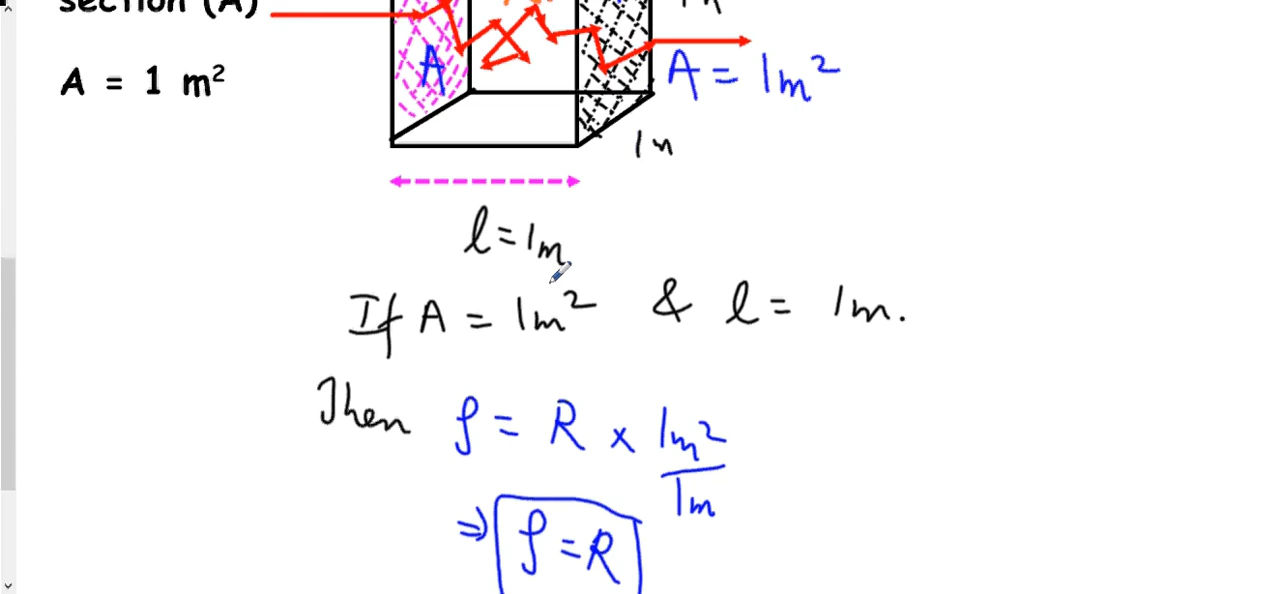 section (A)
A = 1 m²
A
A = 1m²
1m
l = 1m
If A = 1m² & l = 1m.
Then ρ = R x 1m²
1m
⇒ ρ = R